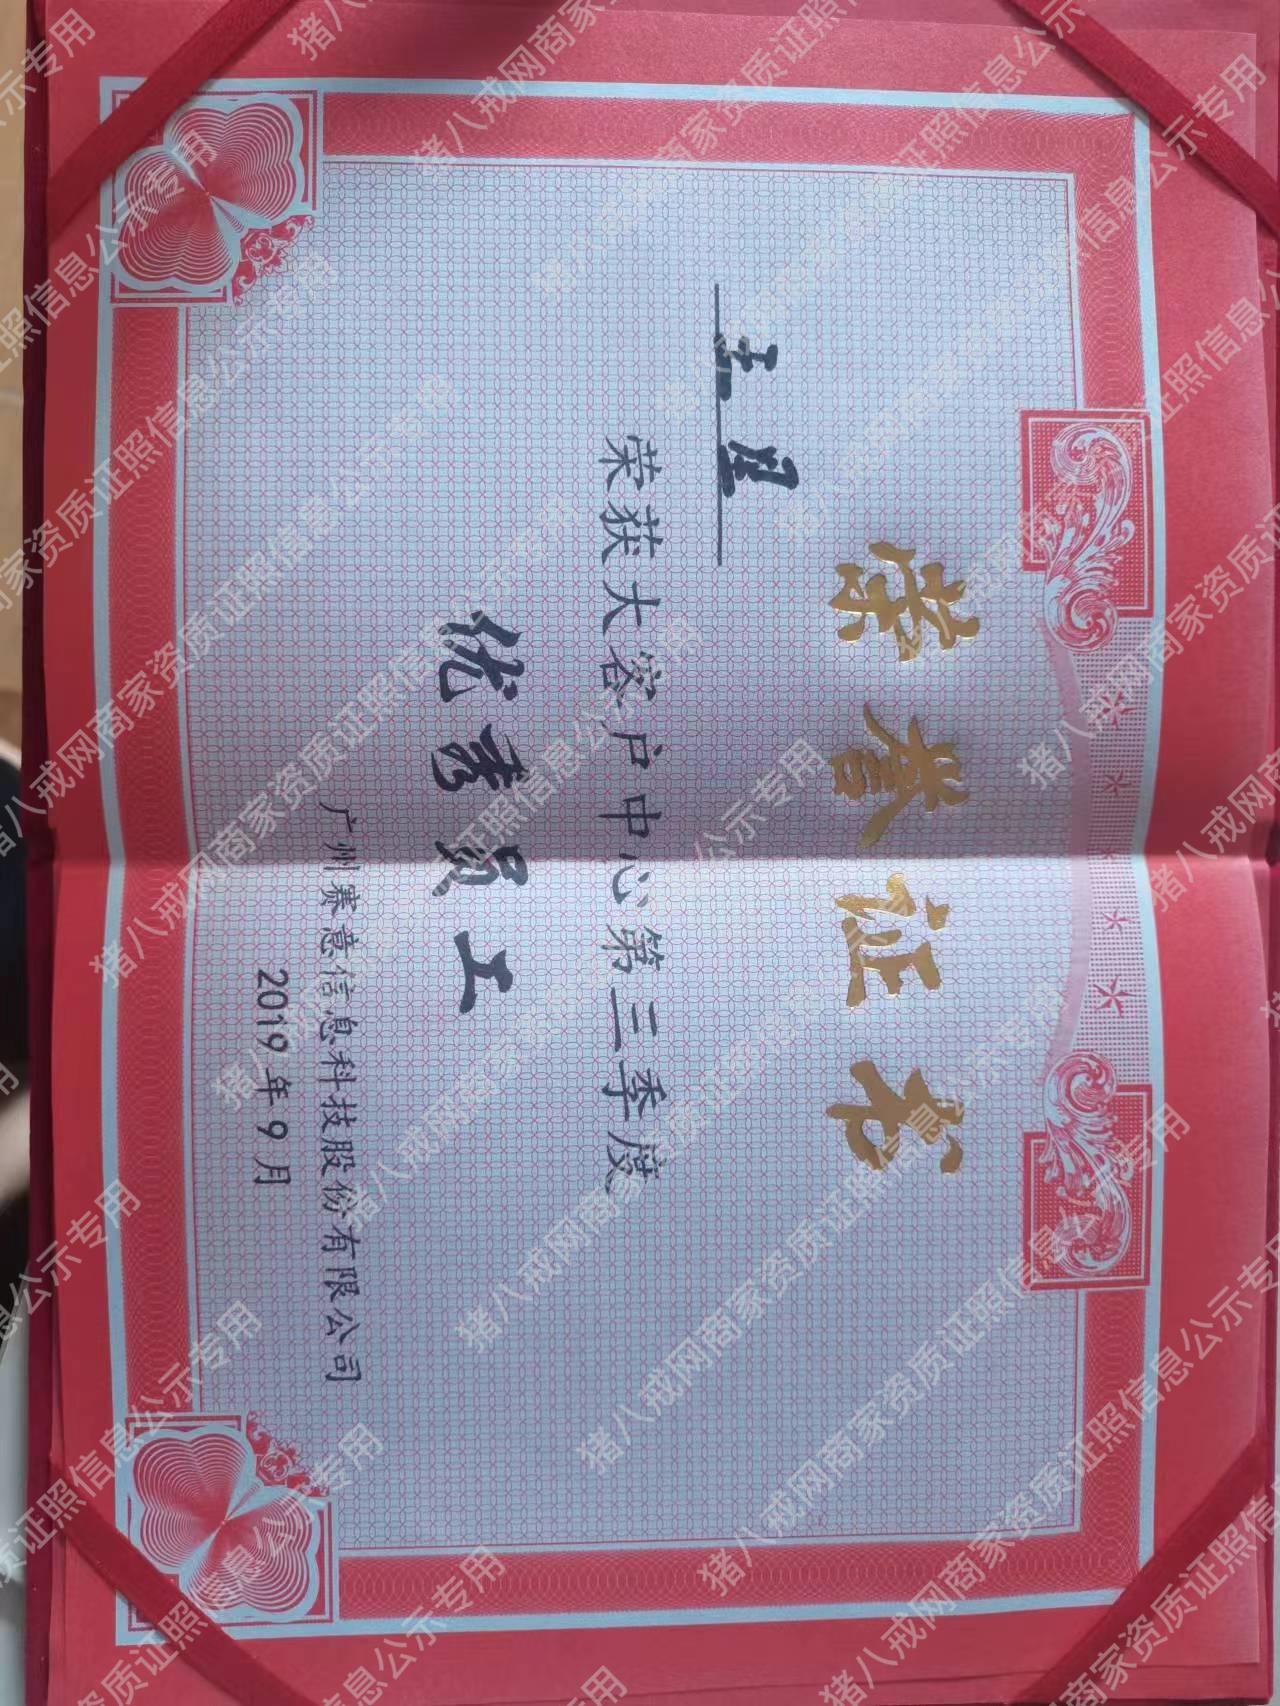 荣誉证书
王星
荣获大客户中心第三季度
优秀员工
广州赛意信息科技股份有限公司
2019年9月
猪八戒网商家资质证照信息公示专用